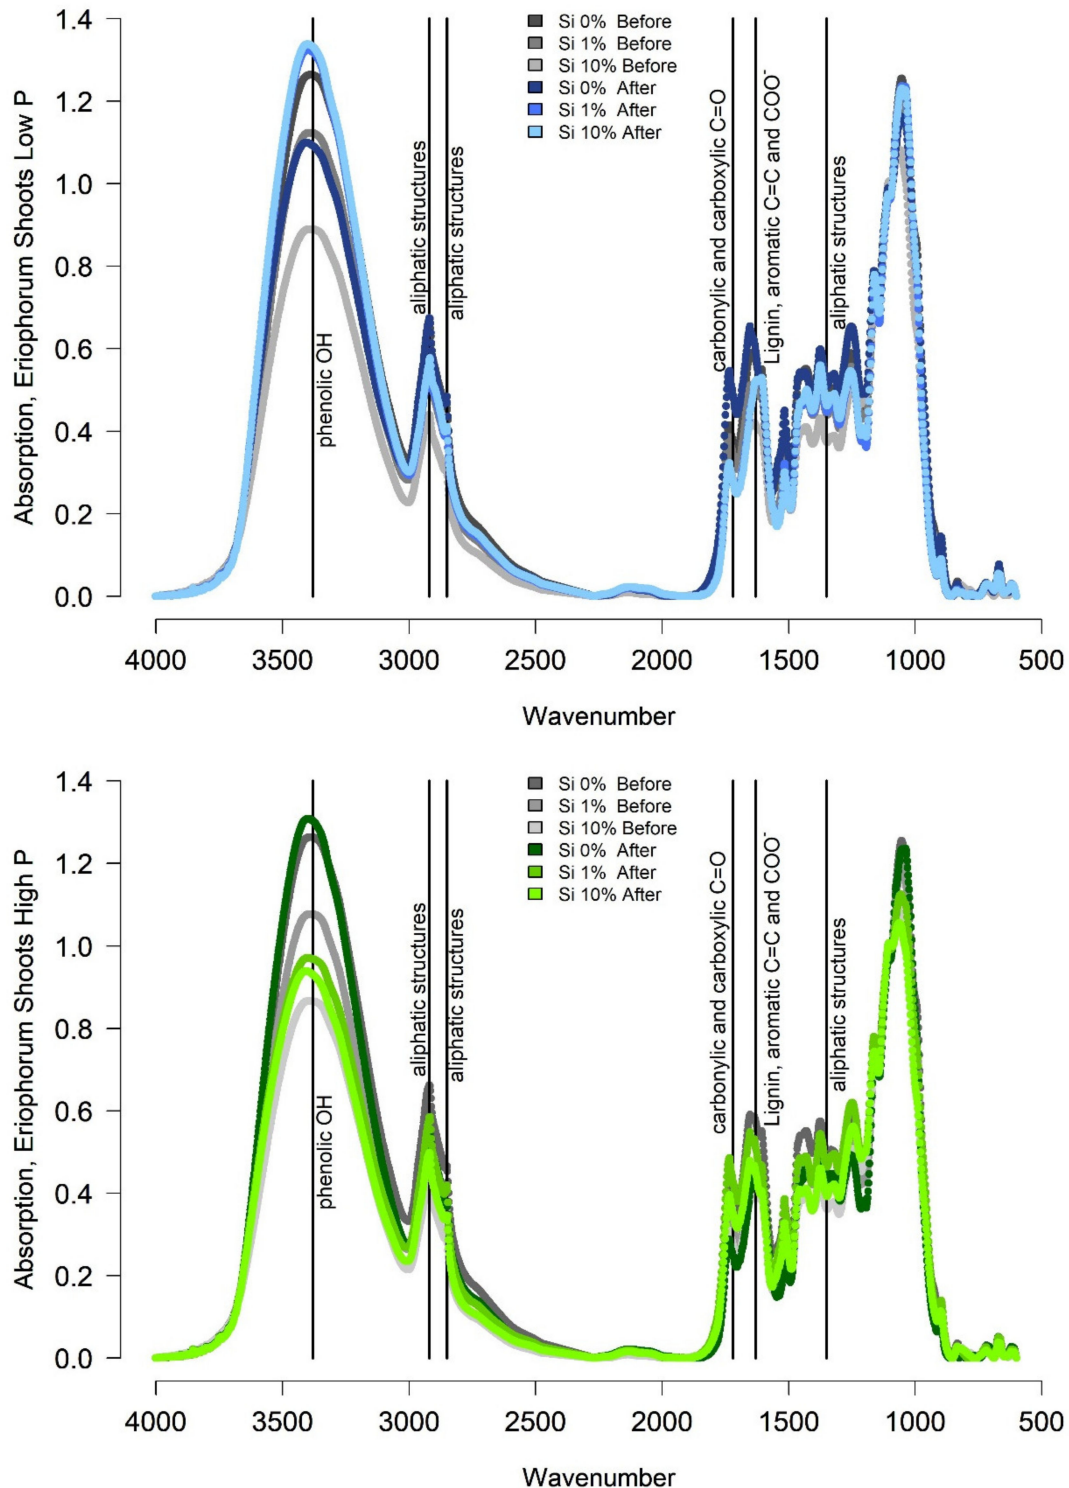 Absorption, Eriophorum Shoots Low P
1.4
1.2
1.0
0.8
0.6
0.4
0.2
0.0
Si 0% Before
Si 1% Before
Si 10% Before
Si 0% After
Si 1% After
Si 10% After
phenolic OH
aliphatic structures
aliphatic structures
carbonylic and carboxylic C=O
Lignin, aromatic C=C and COO⁻
aliphatic structures
4000 3500 3000 2500 2000 1500 1000 500
Wavenumber
Absorption, Eriophorum Shoots High P
1.4
1.2
1.0
0.8
0.6
0.4
0.2
0.0
Si 0% Before
Si 1% Before
Si 10% Before
Si 0% After
Si 1% After
Si 10% After
phenolic OH
aliphatic structures
aliphatic structures
carbonylic and carboxylic C=O
Lignin, aromatic C=C and COO⁻
aliphatic structures
4000 3500 3000 2500 2000 1500 1000 500
Wavenumber